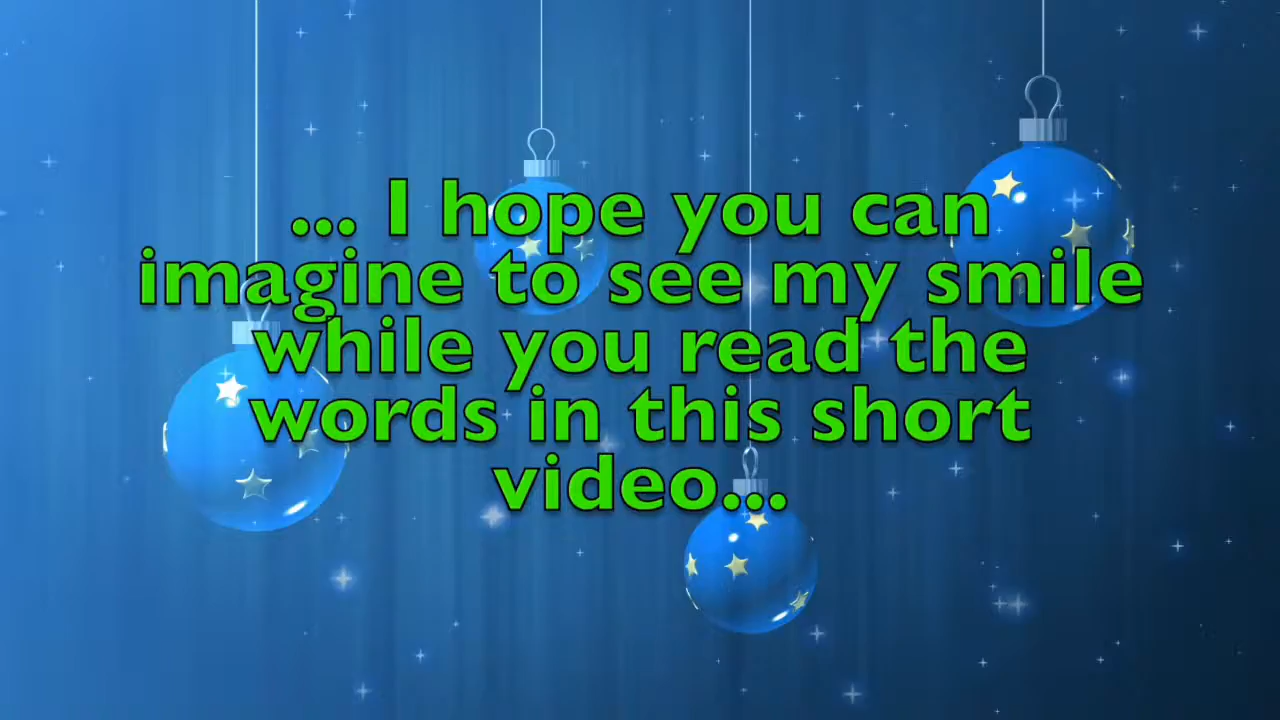 ... I hope you can
imagine to see my smile
while you read the
words in this short
video...